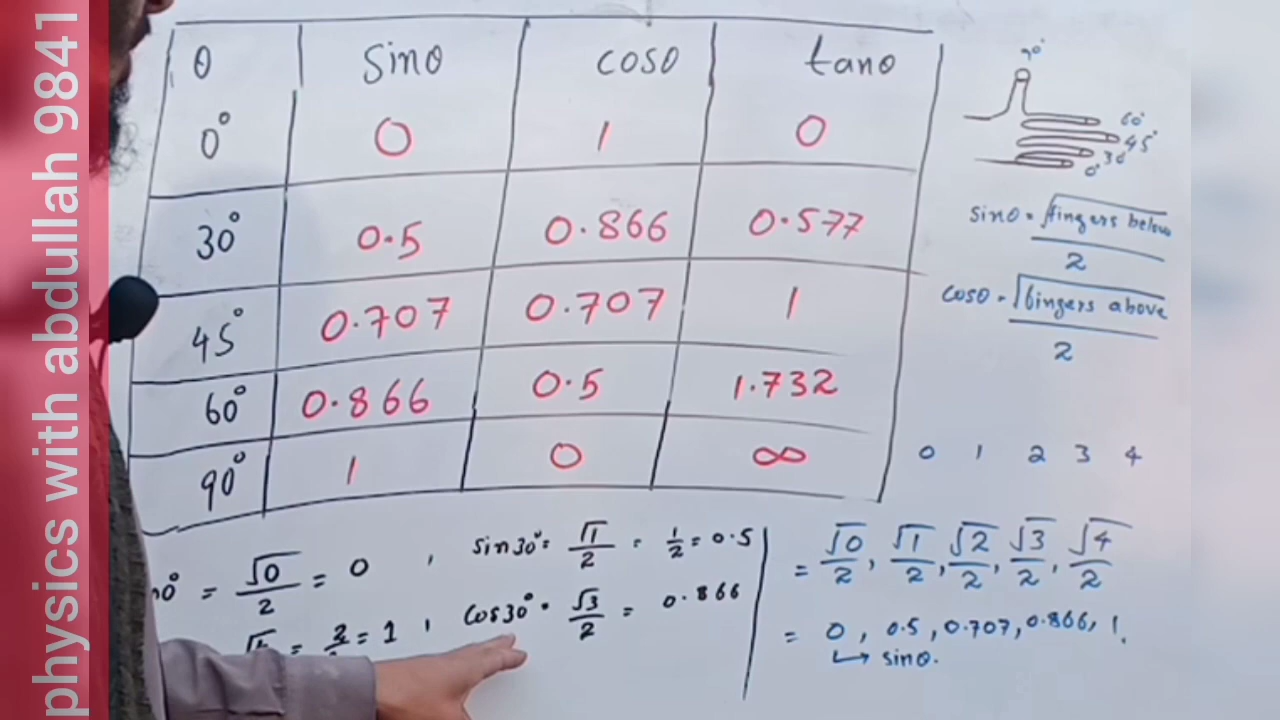 physics with abdullah 9841
θ sinθ cosθ tanθ
0° 0 1 0
30° 0.5 0.866 0.577
45° 0.707 0.707 1
60° 0.866 0.5 1.732
90° 1 0 ∞
90°
60°
45°
30°
0°
sinθ = √fingers below / 2
cosθ = √fingers above / 2
0 1 2 3 4
0° = √0/2 = 0 , sin30° = √1/2 = 1/2 = 0.5
= 2/ = 1 , cos30° = √3/2 = 0.866
= √0/2, √1/2, √2/2, √3/2, √4/2
= 0, 0.5, 0.707, 0.866, 1.
↳ sinθ.